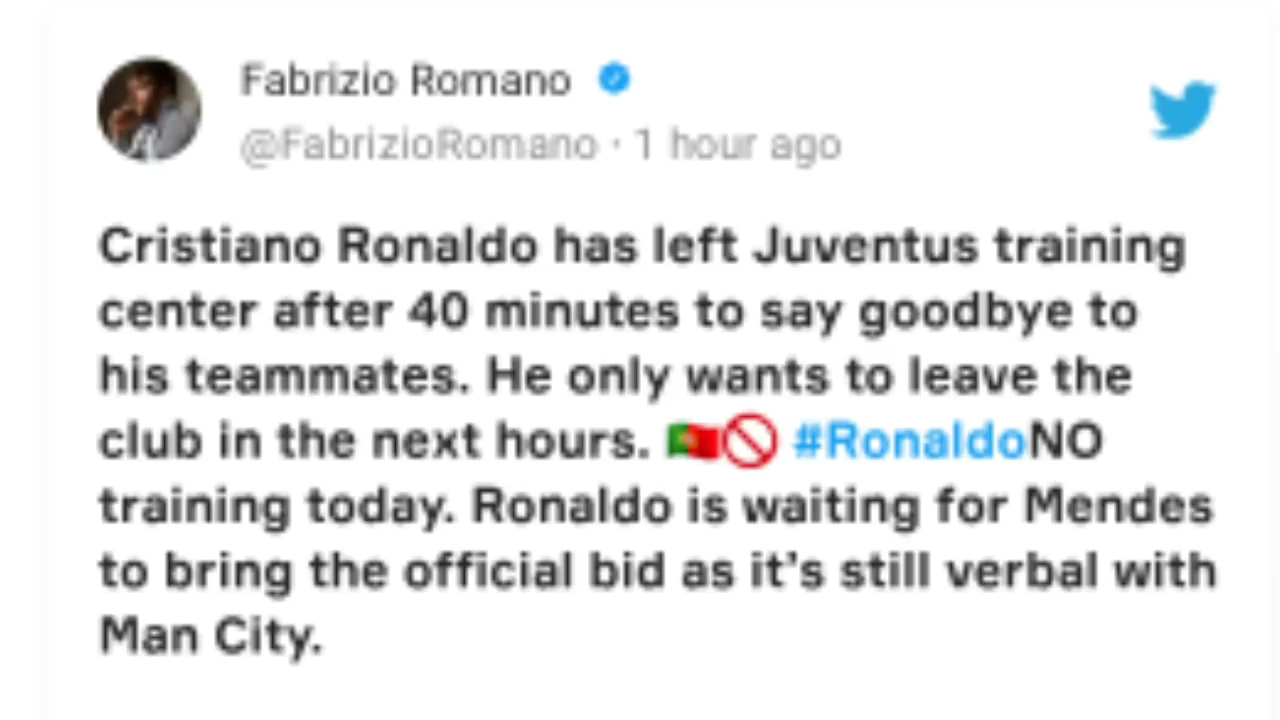 Fabrizio Romano
@FabrizioRomano · 1 hour ago
Cristiano Ronaldo has left Juventus training
center after 40 minutes to say goodbye to
his teammates. He only wants to leave the
club in the next hours. 🇵🇹🚫 #RonaldoNO
training today. Ronaldo is waiting for Mendes
to bring the official bid as it's still verbal with
Man City.